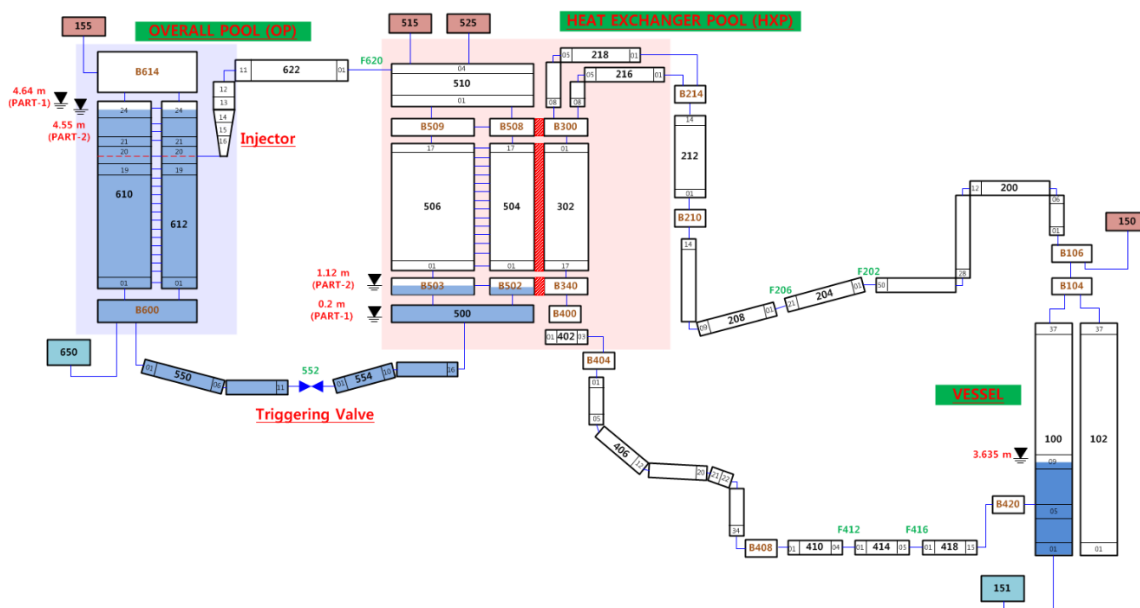 155
OVERALL POOL (OP)
515
525
HEAT EXCHANGER POOL (HXP)
B614
11
622
01
F620
04
510
01
05
218
01
05
216
01
08
08
B214
12
13
14
15
16
4.64 m
(PART-1)
4.55 m
(PART-2)
24
24
21
21
20
20
19
19
610
612
01
01
Injector
B509
B508
B300
17
17
01
506
504
302
01
01
17
14
212
01
B210
14
12
200
06
01
150
B106
B104
1.12 m
(PART-2)
B503
B502
B340
0.2 m
(PART-1)
500
B400
01
402
03
B404
B600
650
01
550
06
11
552
01
554
10
16
Triggering Valve
F202
F206
09
208
01
21
204
01
50
28
37
37
VESSEL
100
102
3.635 m
09
05
01
01
01
05
406
12
20
21
22
34
B420
F412
F416
B408
01
410
04
01
414
05
01
418
15
151